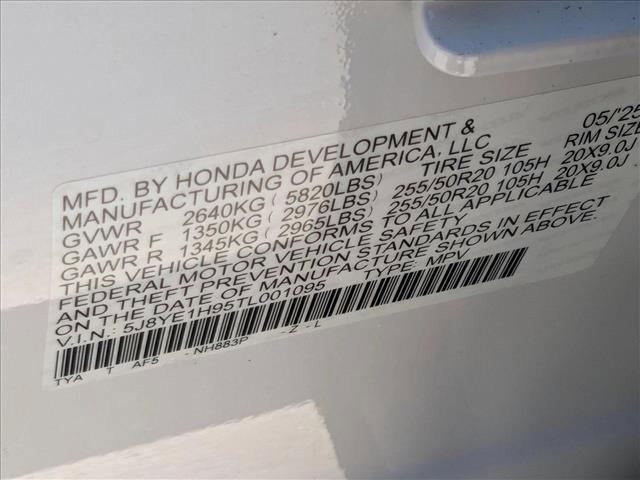 MFD. BY HONDA DEVELOPMENT & 05/'25
MANUFACTURING OF AMERICA, LLC
GVWR 2640KG ( 5820LBS) TIRE SIZE RIM SIZE
GAWR F 1350KG ( 2976LBS) 255/50R20 105H 20X9.0J
GAWR R 1345KG ( 2965LBS) 255/50R20 105H 20X9.0J
THIS VEHICLE CONFORMS TO ALL APPLICABLE
FEDERAL MOTOR VEHICLE SAFETY
AND THEFT PREVENTION STANDARDS IN EFFECT
ON THE DATE OF MANUFACTURE SHOWN ABOVE.
V.I.N.: 5J8YE1H95TL001095 TYPE: MPV
TYA T AF5 - NH883P - Z - L